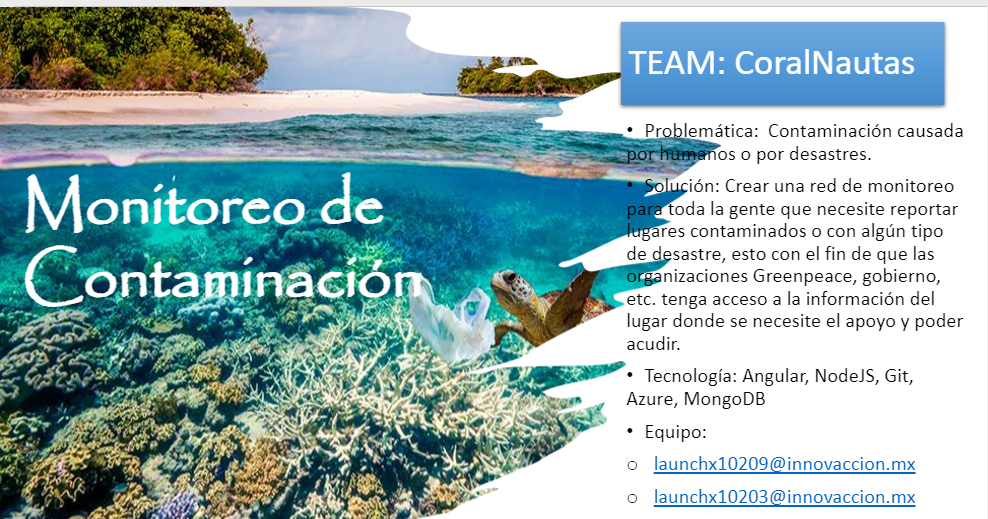 TEAM: CoralNautas
Monitoreo de
Contaminación
• Problemática:  Contaminación causada
por humanos o por desastres.
• Solución: Crear una red de monitoreo
para toda la gente que necesite reportar
lugares contaminados o con algún tipo
de desastre, esto con el fin de que las
organizaciones Greenpeace, gobierno,
etc. tenga acceso a la información del
lugar donde se necesite el apoyo y poder
acudir.
• Tecnología: Angular, NodeJS, Git,
Azure, MongoDB
• Equipo:
o launchx10209@innovaccion.mx
o launchx10203@innovaccion.mx